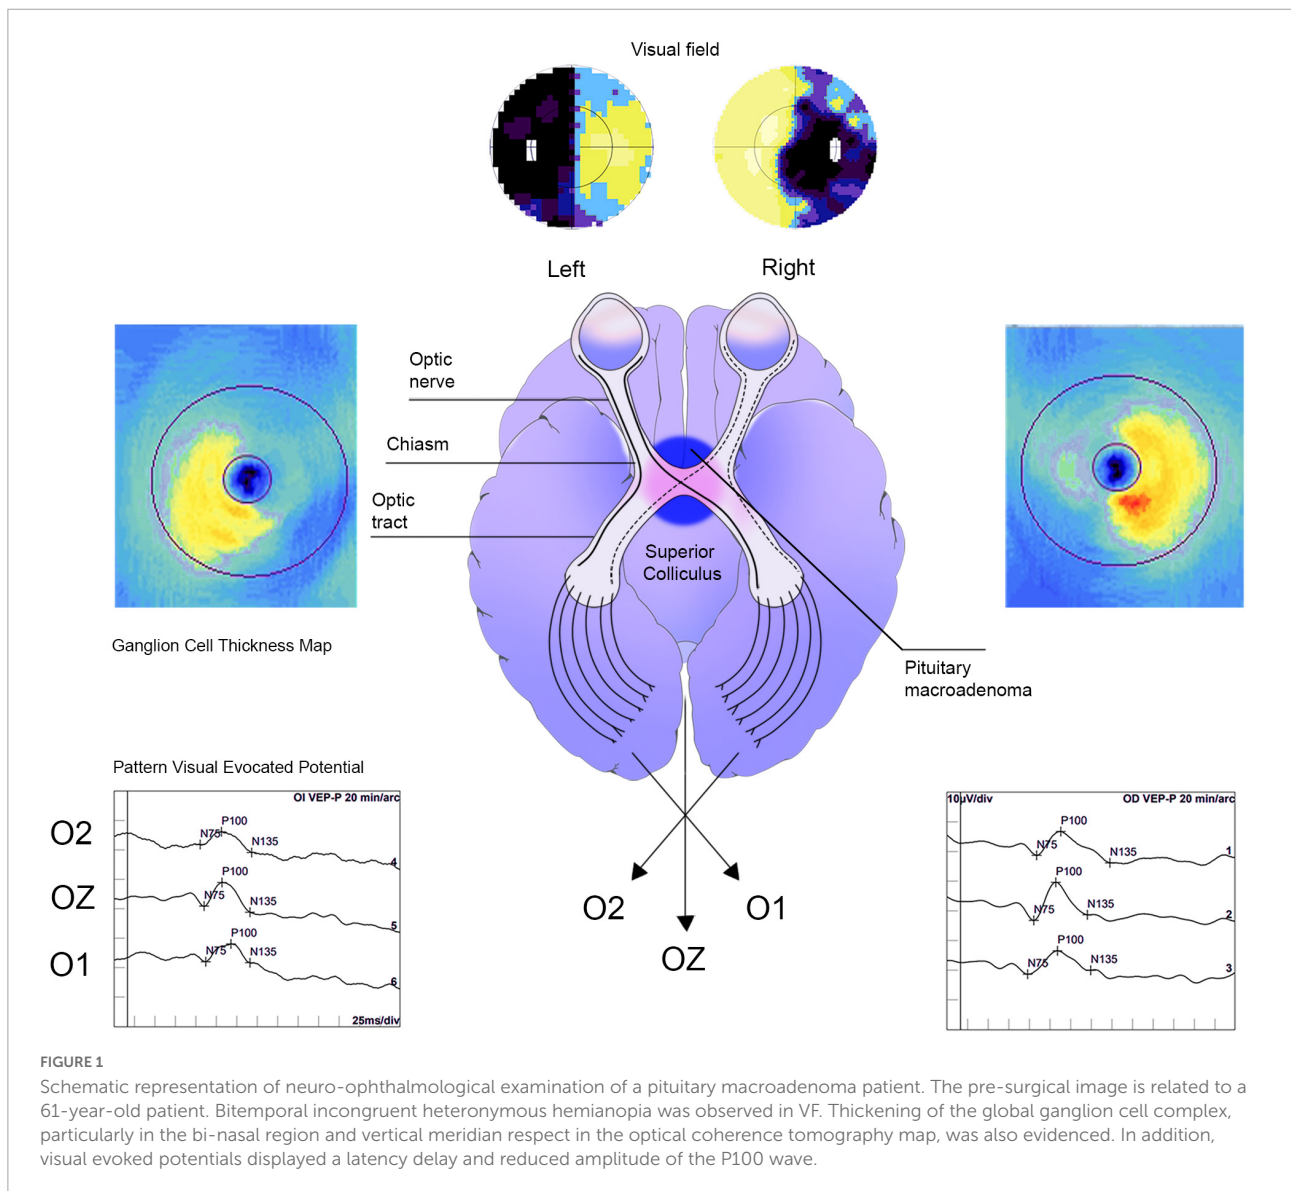 Visual field
Left
Right
Optic
nerve
Chiasm
Optic
tract
Superior
Colliculus
Pituitary
macroadenoma
Ganglion Cell Thickness Map
Pattern Visual Evocated Potential
OI VEP-P 20 min/arc
O2
N75
P100
N135
4
OZ
N75
P100
N135
5
O1
N75
P100
N135
6
25ms/div
O2
O1
OZ
10µV/div
OD VEP-P 20 min/arc
N75
P100
N135
1
N75
P100
N135
2
N75
P100
N135
3
FIGURE 1
Schematic representation of neuro-ophthalmological examination of a pituitary macroadenoma patient. The pre-surgical image is related to a
61-year-old patient. Bitemporal incongruent heteronymous hemianopia was observed in VF. Thickening of the global ganglion cell complex,
particularly in the bi-nasal region and vertical meridian respect in the optical coherence tomography map, was also evidenced. In addition,
visual evoked potentials displayed a latency delay and reduced amplitude of the P100 wave.